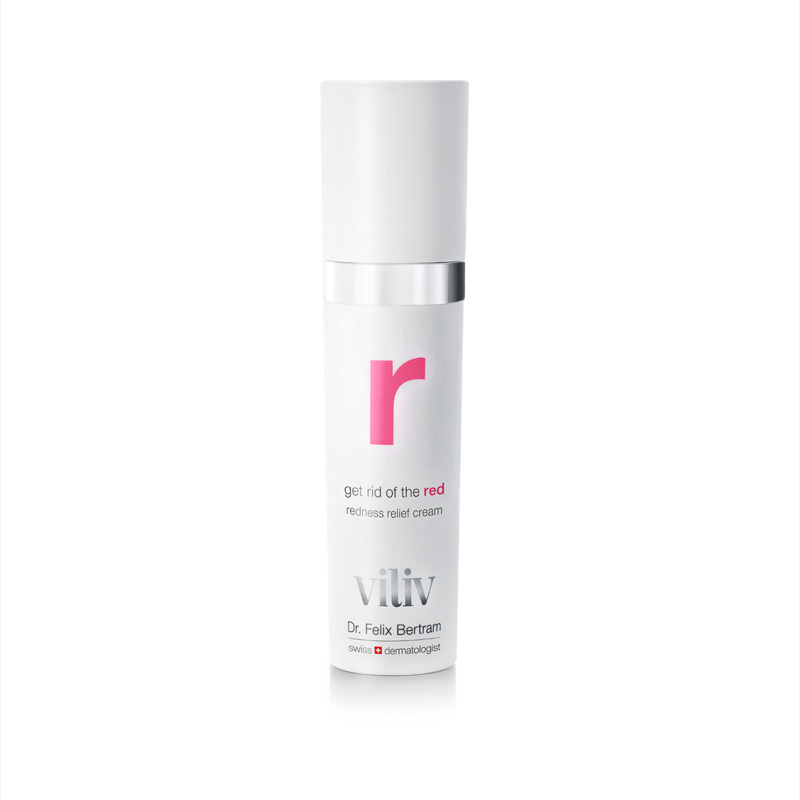 r
get rid of the red
redness relief cream
viliv
Dr. Felix Bertram
swiss dermatologist